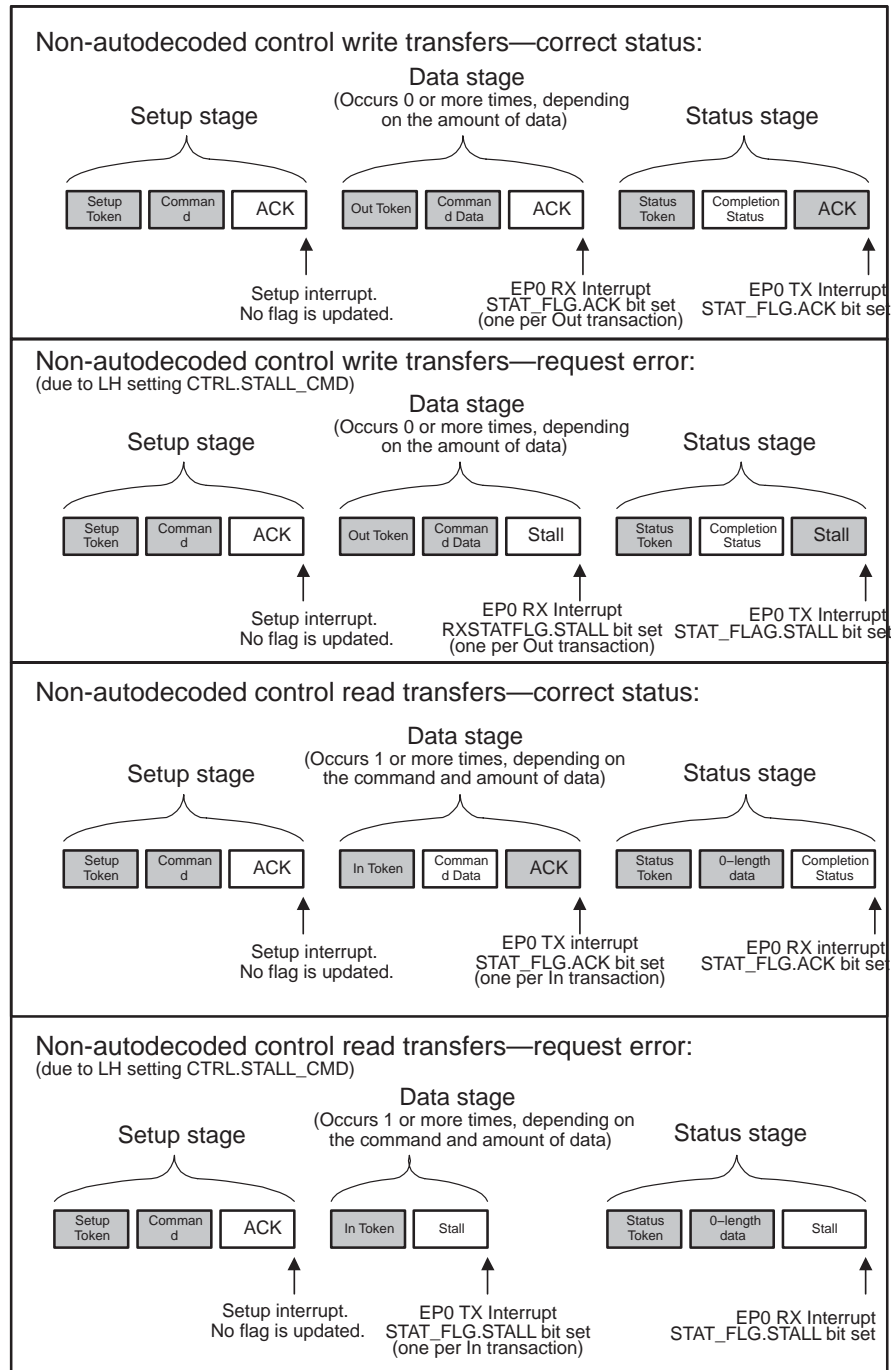 Non-autodecoded control write transfers—correct status:
Data stage
(Occurs 0 or more times, depending
on the amount of data)
Setup stage
Status stage
Setup
Token
Comman
d
ACK
Out Token
Comman
d Data
ACK
Status
Token
Completion
Status
ACK
Setup interrupt.
No flag is updated.
EP0 RX Interrupt
STAT_FLG.ACK bit set
(one per Out transaction)
EP0 TX Interrupt
STAT_FLG.ACK bit set
Non-autodecoded control write transfers—request error:
(due to LH setting CTRL.STALL_CMD)
Data stage
(Occurs 0 or more times, depending
on the amount of data)
Setup stage
Status stage
Setup
Token
Comman
d
ACK
Out Token
Comman
d Data
Stall
Status
Token
Completion
Status
Stall
Setup interrupt.
No flag is updated.
EP0 RX Interrupt
RXSTATFLG.STALL bit set
(one per Out transaction)
EP0 TX Interrupt
STAT_FLAG.STALL bit set
Non-autodecoded control read transfers—correct status:
Data stage
(Occurs 1 or more times, depending on
the command and amount of data)
Setup stage
Status stage
Setup
Token
Comman
d
ACK
In Token
Comman
d Data
ACK
Status
Token
0–length
data
Completion
Status
Setup interrupt.
No flag is updated.
EP0 TX interrupt
STAT_FLG.ACK bit set
(one per In transaction)
EP0 RX interrupt
STAT_FLG.ACK bit set
Non-autodecoded control read transfers—request error:
(due to LH setting CTRL.STALL_CMD)
Data stage
(Occurs 1 or more times, depending on
the command and amount of data)
Setup stage
Status stage
Setup
Token
Comman
d
ACK
In Token
Stall
Status
Token
0–length
data
Stall
Setup interrupt.
No flag is updated.
EP0 TX Interrupt
STAT_FLG.STALL bit set
(one per In transaction)
EP0 RX Interrupt
STAT_FLG.STALL bit set